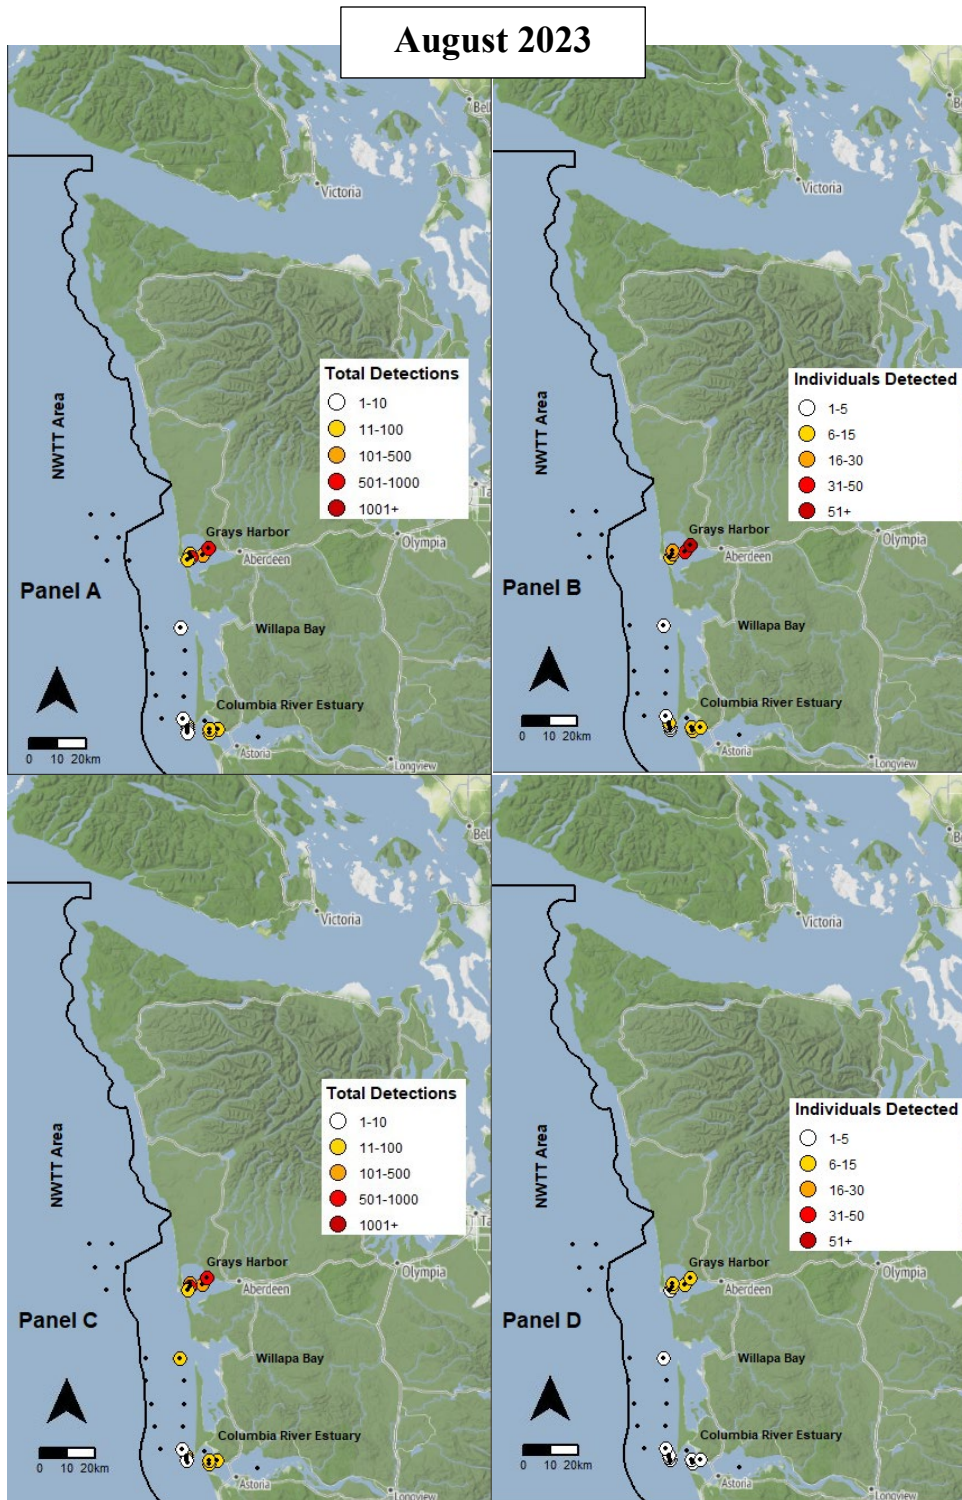 August 2023
Victoria
NWTT Area
Total Detections
1-10
11-100
101-500
501-1000
1001+
Grays Harbor
Aberdeen
Olympia
Panel A
Willapa Bay
Columbia River Estuary
Astoria
Longview
0 10 20km
Victoria
NWTT Area
Individuals Detected
1-5
6-15
16-30
31-50
51+
Grays Harbor
Aberdeen
Olympia
Panel B
Willapa Bay
Columbia River Estuary
Astoria
Longview
0 10 20km
Victoria
NWTT Area
Total Detections
1-10
11-100
101-500
501-1000
1001+
Grays Harbor
Aberdeen
Olympia
Panel C
Willapa Bay
Columbia River Estuary
Astoria
Longview
0 10 20km
Victoria
NWTT Area
Individuals Detected
1-5
6-15
16-30
31-50
51+
Grays Harbor
Aberdeen
Olympia
Panel D
Willapa Bay
Columbia River Estuary
Astoria
Longview
0 10 20km